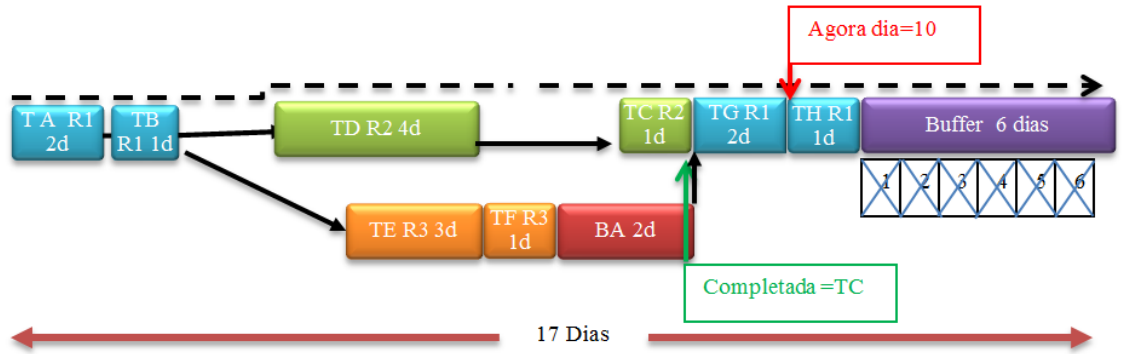 Agora dia=10
T A R1
2d
TB
R1 1d
TD R2 4d
TC R2
1d
TG R1
2d
TH R1
1d
Buffer 6 dias
1 2 3 4 5 6
TE R3 3d
TF R3
1d
BA 2d
Completada =TC
17 Dias